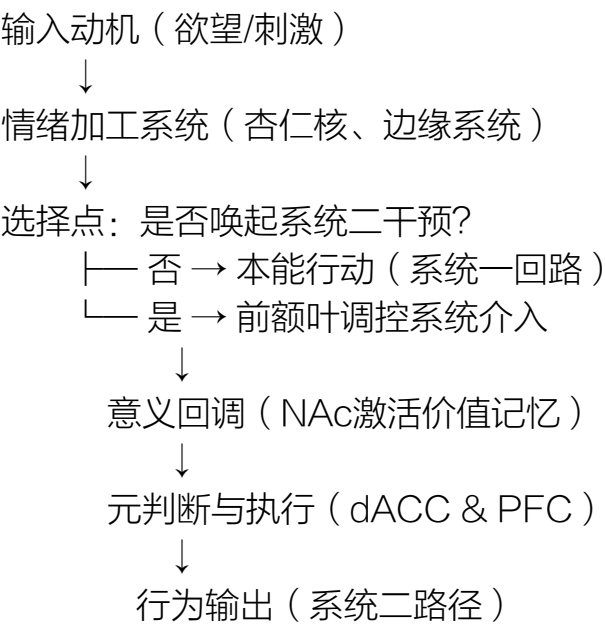 输入动机（欲望/刺激）
↓
情绪加工系统（杏仁核、边缘系统）
↓
选择点：是否唤起系统二干预？
├── 否 → 本能行动（系统一回路）
└── 是 → 前额叶调控系统介入
↓
意义回调（NAc激活价值记忆）
↓
元判断与执行（dACC & PFC）
↓
行为输出（系统二路径）